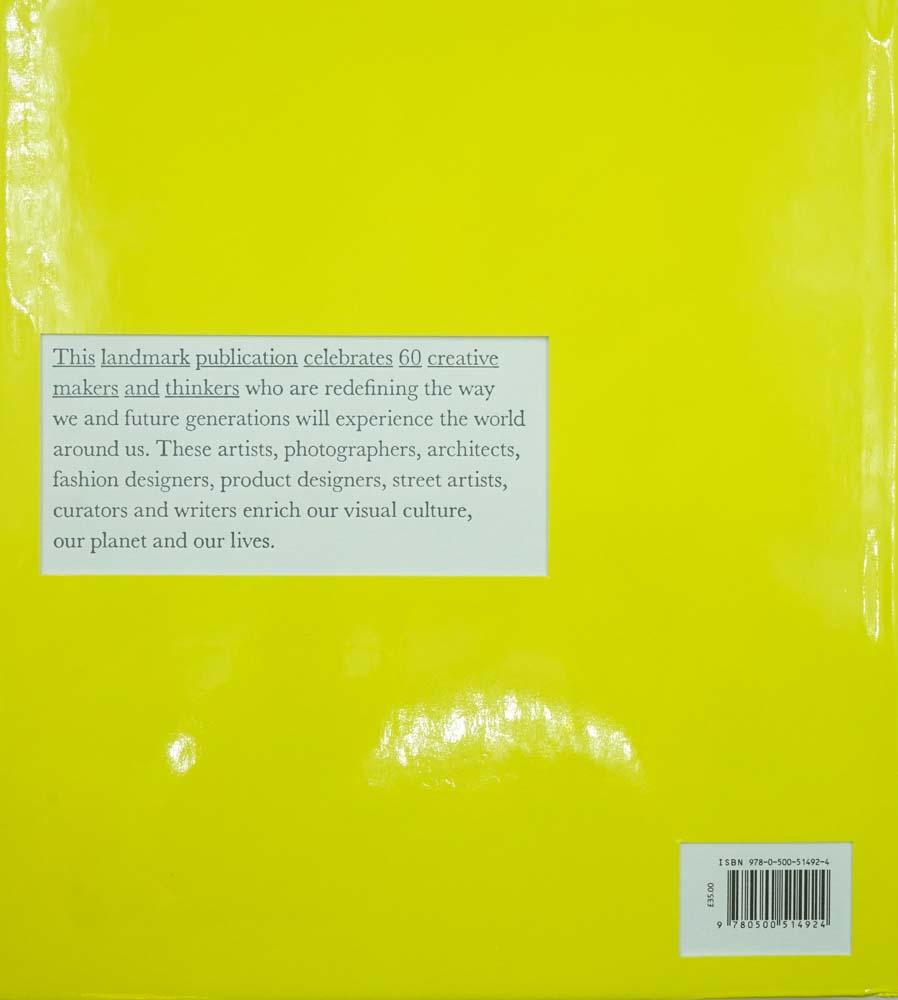 This landmark publication celebrates 60 creative
makers and thinkers who are redefining the way
we and future generations will experience the world
around us. These artists, photographers, architects,
fashion designers, product designers, street artists,
curators and writers enrich our visual culture,
our planet and our lives.
ISBN 978-0-500-51492-4
£35.00
9 780500 514924